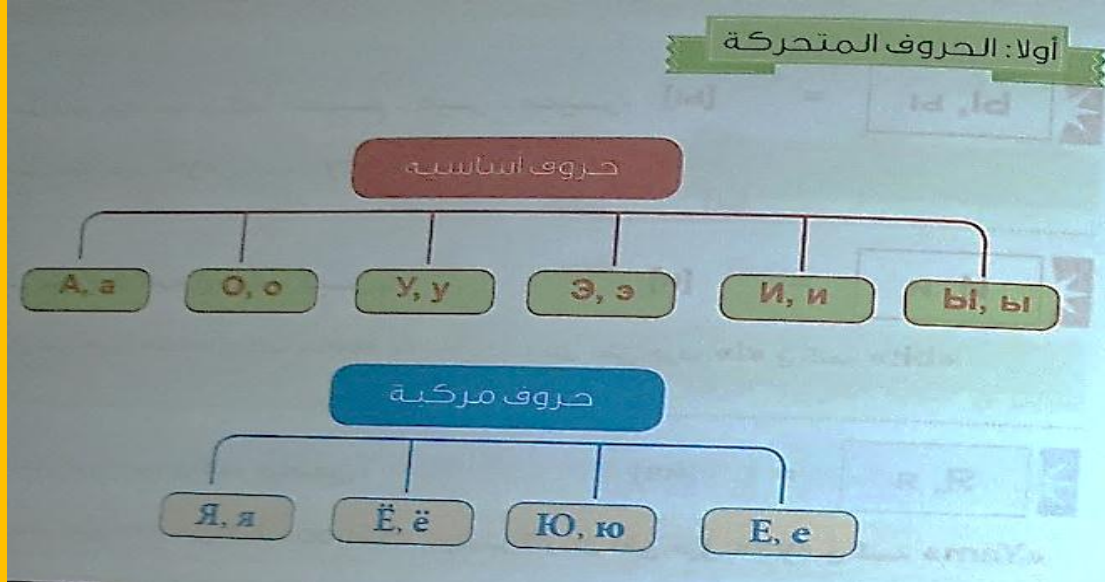 أولا: الحروف المتحركة
حروف أساسية
А, а О, о У, у Э, э И, и Ы, ы
حروف مركبة
Я, я Ё, ё Ю, ю Е, е